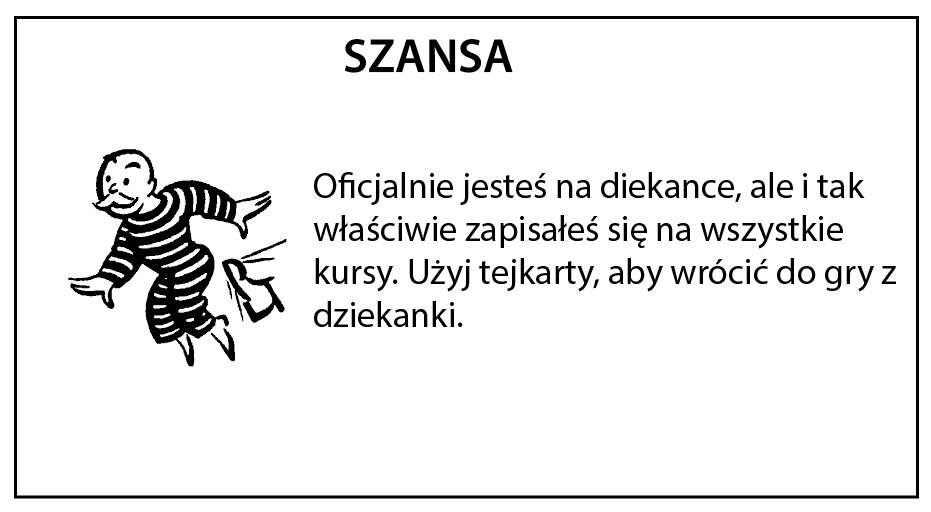 SZANSA
Oficjalnie jesteś na diekance, ale i tak
właściwie zapisałeś się na wszystkie
kursy. Użyj tejkarty, aby wrócić do gry z
dziekanki.